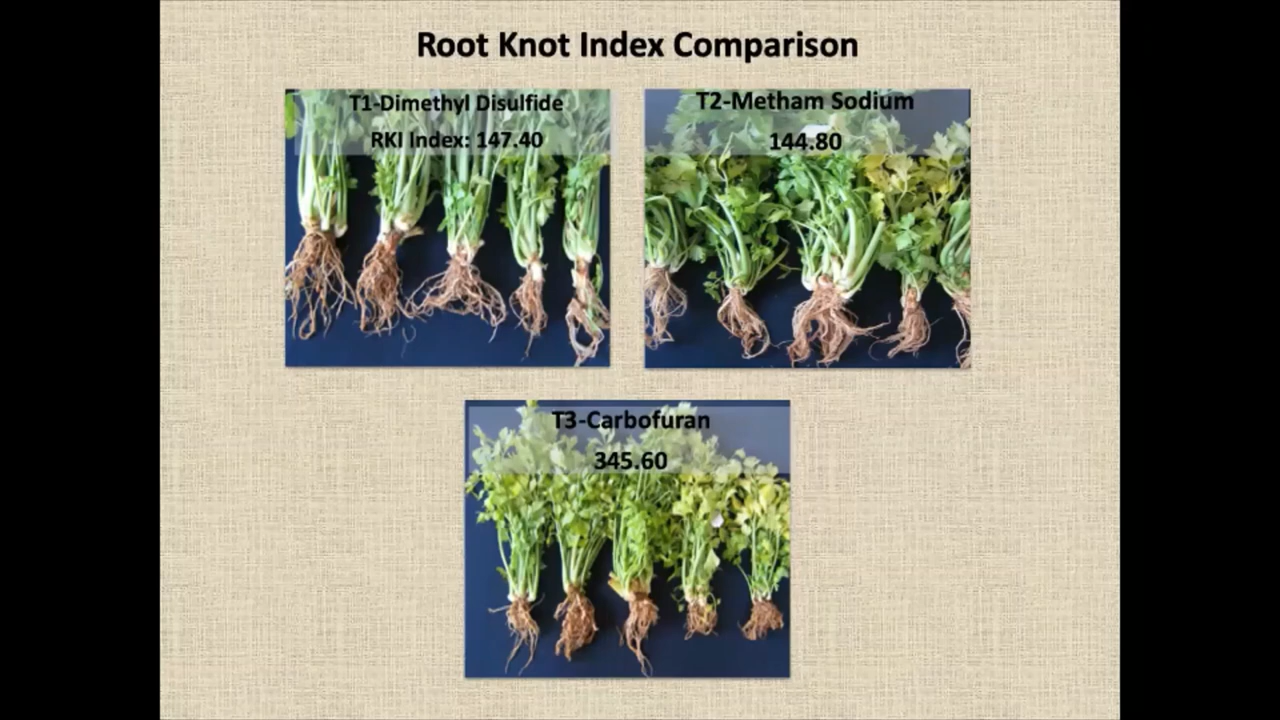 Root Knot Index Comparison
T1-Dimethyl Disulfide
RKI Index: 147.40
T2-Metham Sodium
144.80
T3-Carbofuran
345.60